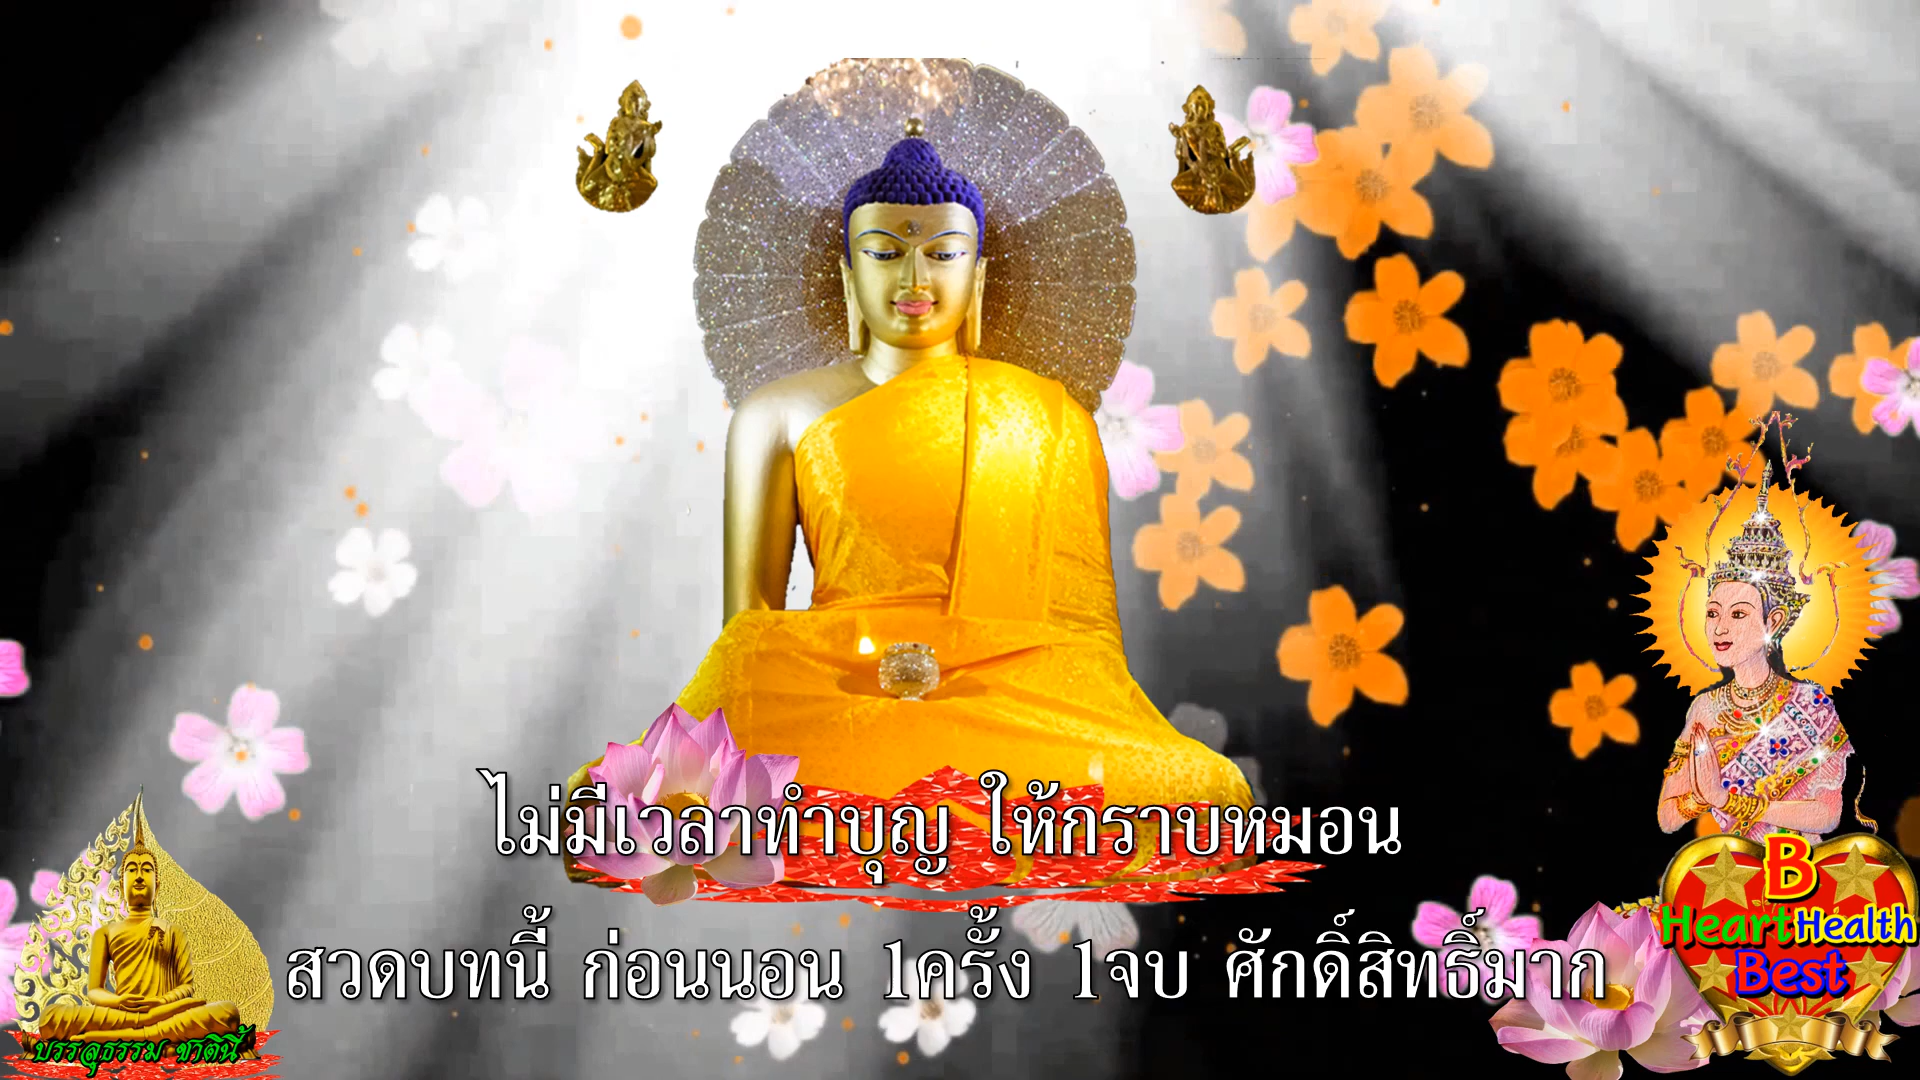 ไม่มีเวลาทำบุญ ให้กราบหมอน
สวดบทนี้ ก่อนนอน 1ครั้ง 1จบ ศักดิ์สิทธิ์มาก
บรรลุธรรม ชาตินี้
B
HeartHealth
Best